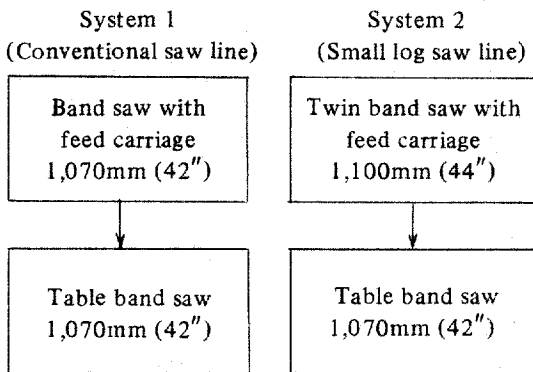 System 1
(Conventional saw line)
Band saw with
feed carriage
1,070mm (42″)
Table band saw
1,070mm (42″)
System 2
(Small log saw line)
Twin band saw with
feed carriage
1,100mm (44″)
Table band saw
1,070mm (42″)